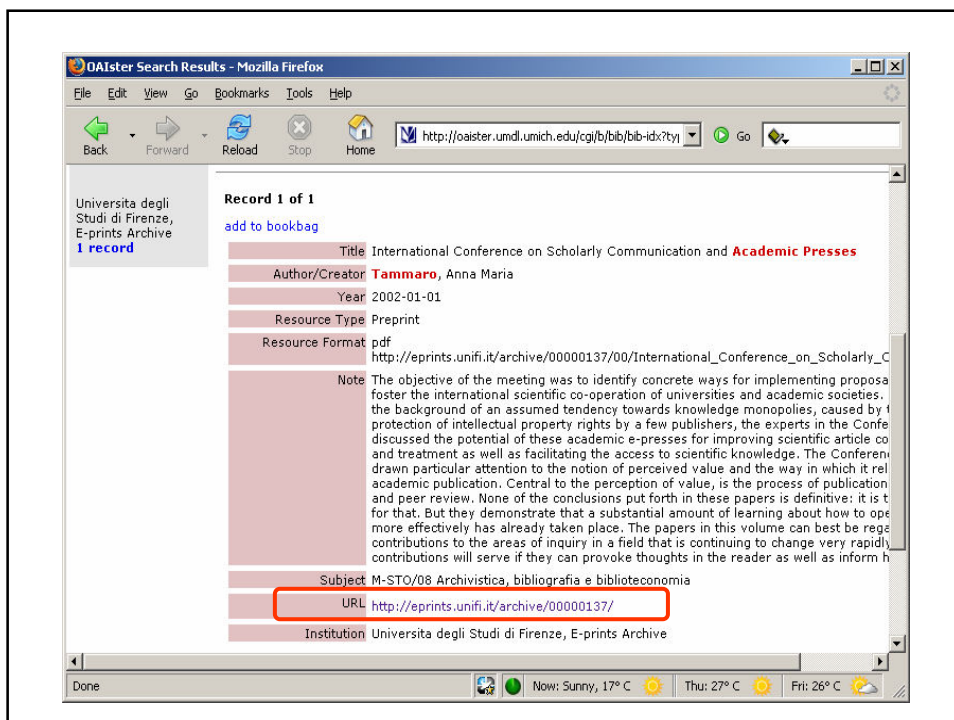 OAIster Search Results - Mozilla Firefox
File Edit View Go Bookmarks Tools Help
Back Forward Reload Stop Home http://oaister.umdl.umich.edu/cgi/b/bib/bib-idx?ty Go
Universita degli
Studi di Firenze,
E-prints Archive
1 record
Record 1 of 1
add to bookbag
Title International Conference on Scholarly Communication and Academic Presses
Author/Creator Tammaro, Anna Maria
Year 2002-01-01
Resource Type Preprint
Resource Format pdf
http://eprints.unifi.it/archive/00000137/00/International_Conference_on_Scholarly_C
Note The objective of the meeting was to identify concrete ways for implementing proposa
foster the international scientific co-operation of universities and academic societies.
the background of an assumed tendency towards knowledge monopolies, caused by
protection of intellectual property rights by a few publishers, the experts in the Confe
discussed the potential of these academic e-presses for improving scientific article co
and treatment as well as facilitating the access to scientific knowledge. The Conferen
drawn particular attention to the notion of perceived value and the way in which it rel
academic publication. Central to the perception of value, is the process of publication
and peer review. None of the conclusions put forth in these papers is definitive: it is t
for that. But they demonstrate that a substantial amount of learning about how to ope
more effectively has already taken place. The papers in this volume can best be rega
contributions to the areas of inquiry in a field that is continuing to change very rapidly
contributions will serve if they can provoke thoughts in the reader as well as inform h
Subject M-STO/08 Archivistica, bibliografia e biblioteconomia
URL http://eprints.unifi.it/archive/00000137/
Institution Universita degli Studi di Firenze, E-prints Archive
Done Now: Sunny, 17° C Thu: 27° C Fri: 26° C